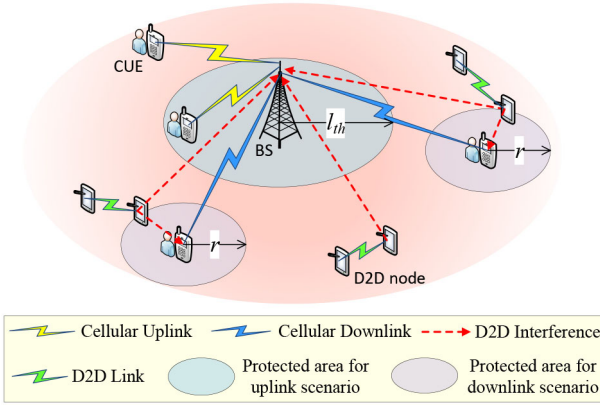 CUE
BS
l_th
r
r
D2D node
Cellular Uplink
Cellular Downlink
D2D Interference
D2D Link
Protected area for
uplink scenario
Protected area for
downlink scenario